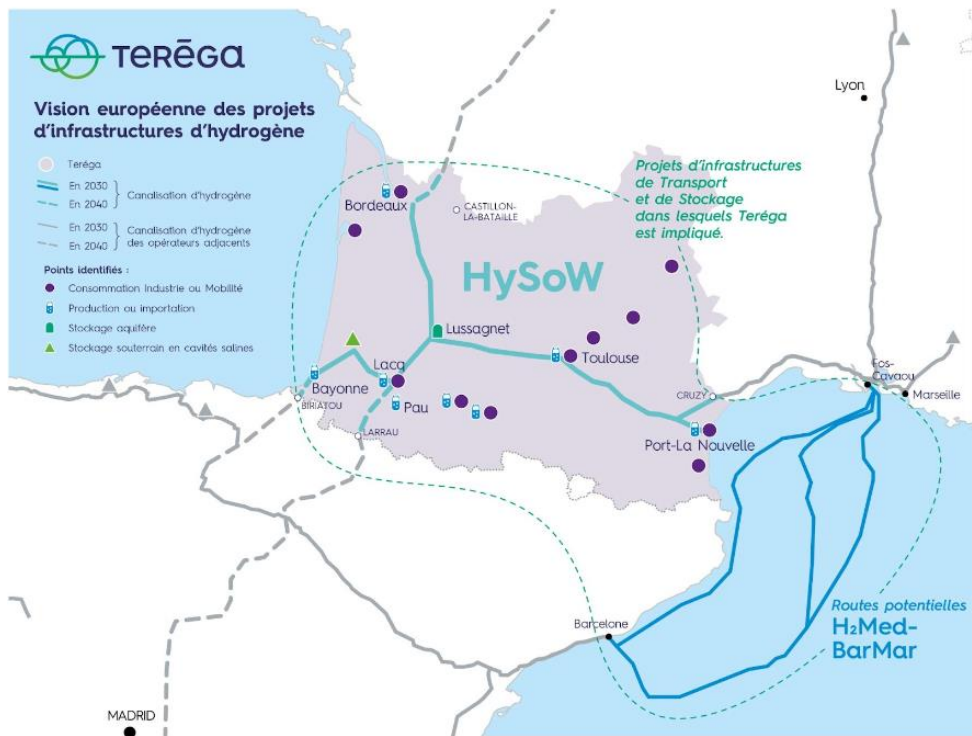 TERĒGA
Vision européenne des projets
d'infrastructures d'hydrogène
Teréga
En 2030
En 2040
Canalisation d'hydrogène
En 2030
En 2040
Canalisation d'hydrogène
des opérateurs adjacents
Points identifiés :
Consommation Industrie ou Mobilité
Production ou importation
Stockage aquifère
Stockage souterrain en cavités salines
Lyon
Projets d'infrastructures
de Transport
et de Stockage
dans lesquels Teréga
est impliqué.
Bordeaux
CASTILLON-
LA-BATAILLE
HySoW
Lussagnet
Toulouse
Lacq
Bayonne
BIRIATOU
Pau
LARRAU
CRUZY
Port-La Nouvelle
Fos-
Cavaou
Marseille
Barcelone
Routes potentielles
H₂Med-
BarMar
MADRID